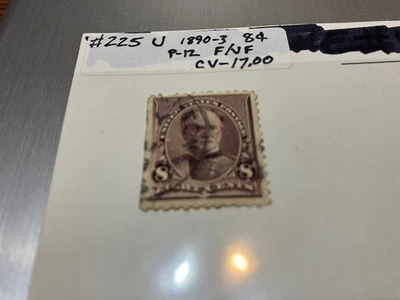 #225 U 1890-3 8¢
P-12 F/VF
CV-17.00
UNITED STATES POSTAGE
8 8
EIGHT CENTS